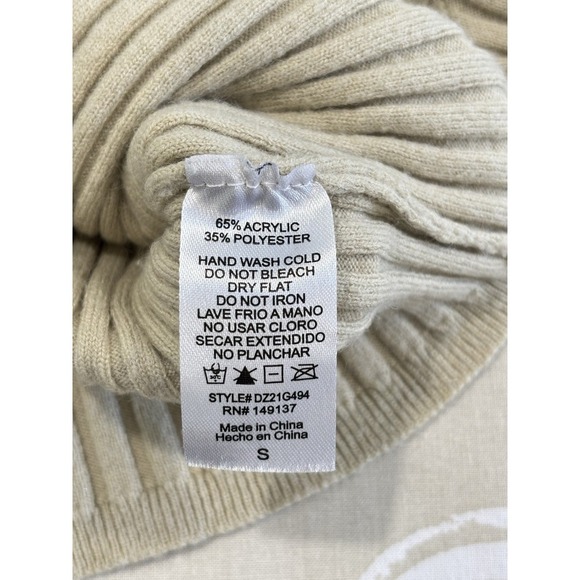 65% ACRYLIC
35% POLYESTER
HAND WASH COLD
DO NOT BLEACH
DRY FLAT
DO NOT IRON
LAVE FRIO A MANO
NO USAR CLORO
SECAR EXTENDIDO
NO PLANCHAR
STYLE# DZ21G494
RN# 149137
Made in China
Hecho en China
S